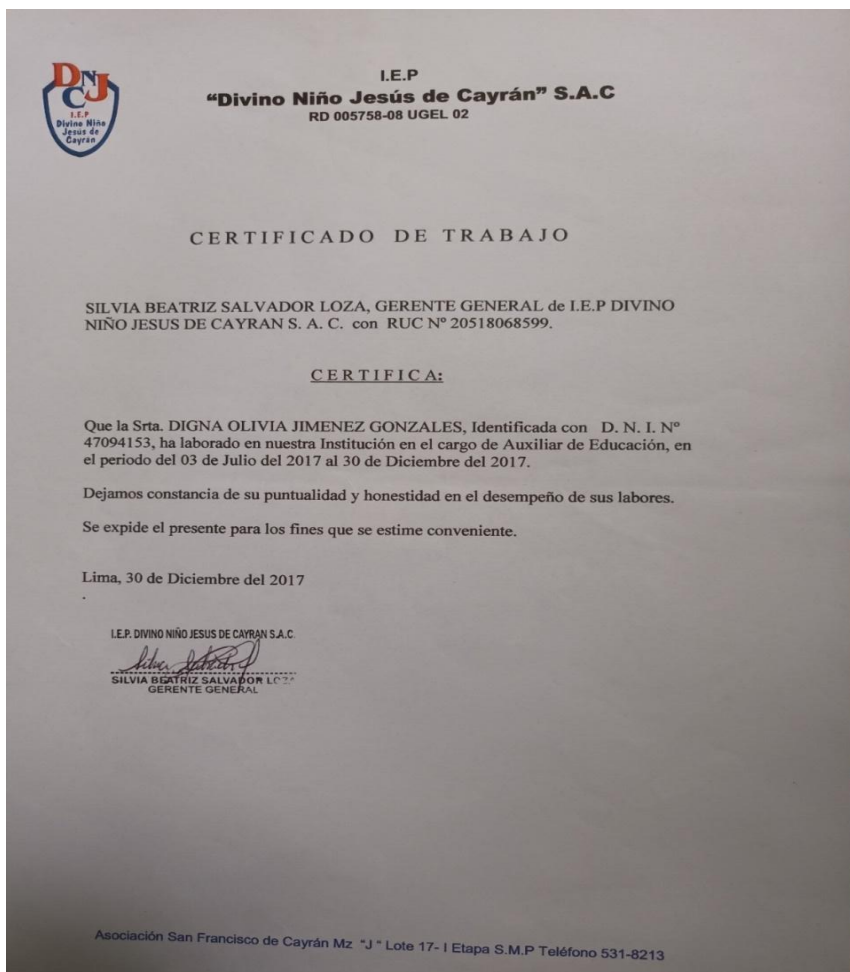 DNJC
I.E.P
Divino Niño
Jesús de
Cayrán
I.E.P
“Divino Niño Jesús de Cayrán” S.A.C
RD 005758-08 UGEL 02
CERTIFICADO DE TRABAJO
SILVIA BEATRIZ SALVADOR LOZA, GERENTE GENERAL de I.E.P DIVINO
NIÑO JESUS DE CAYRAN S. A. C. con RUC Nº 20518068599.
CERTIFICA:
Que la Srta. DIGNA OLIVIA JIMENEZ GONZALES, Identificada con D. N. I. Nº
47094153, ha laborado en nuestra Institución en el cargo de Auxiliar de Educación, en
el periodo del 03 de Julio del 2017 al 30 de Diciembre del 2017.
Dejamos constancia de su puntualidad y honestidad en el desempeño de sus labores.
Se expide el presente para los fines que se estime conveniente.
Lima, 30 de Diciembre del 2017
.
I.E.P. DIVINO NIÑO JESUS DE CAYRAN S.A.C.
SILVIA BEATRIZ SALVADOR LOZA
GERENTE GENERAL
Asociación San Francisco de Cayrán Mz "J " Lote 17- I Etapa S.M.P Teléfono 531-8213